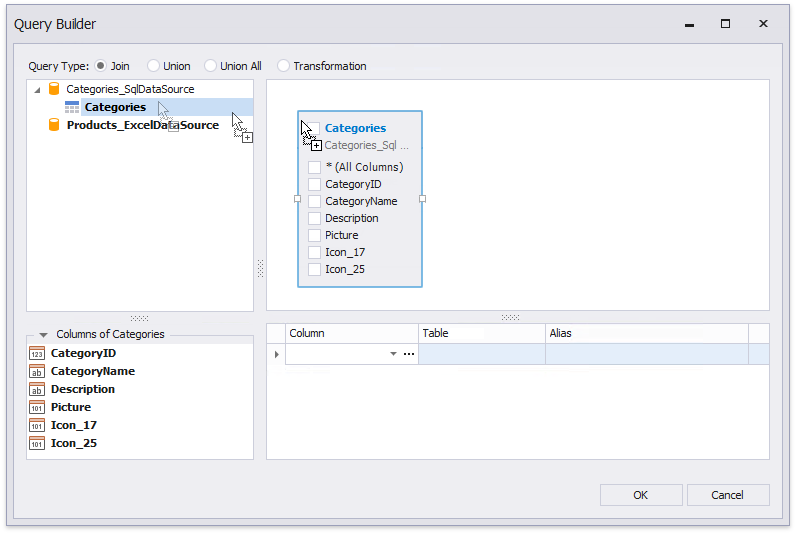 Query Builder
Query Type: Join Union Union All Transformation
Categories_SqlDataSource
Categories
Products_ExcelDataSource
Categories
Categories_Sql ...
* (All Columns)
CategoryID
CategoryName
Description
Picture
Icon_17
Icon_25
Columns of Categories
123 CategoryID
ab CategoryName
ab Description
101 Picture
101 Icon_17
101 Icon_25
Column Table Alias
...
OK Cancel